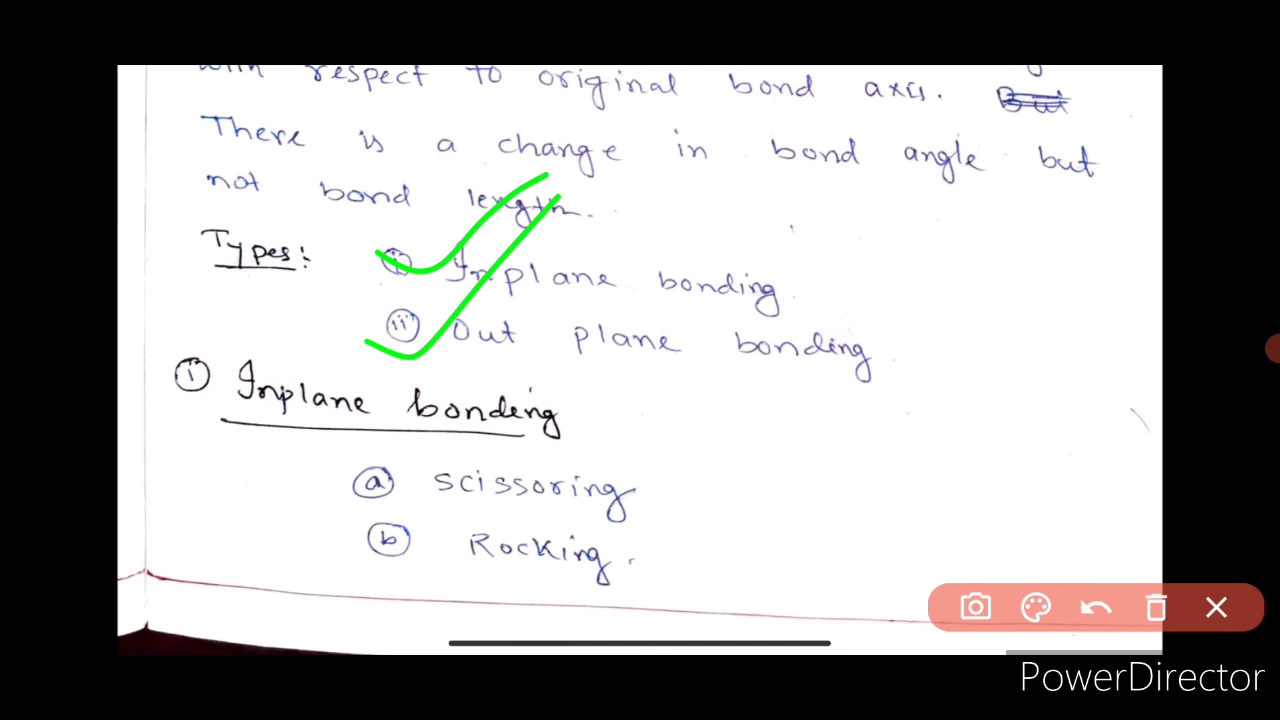 with respect to original bond axis. But
There is a change in bond angle but
not bond length.
Types:
(i) Inplane bonding
(ii) Out plane bonding
(i) Inplane bonding
(a) scissoring
(b) Rocking.
PowerDirector